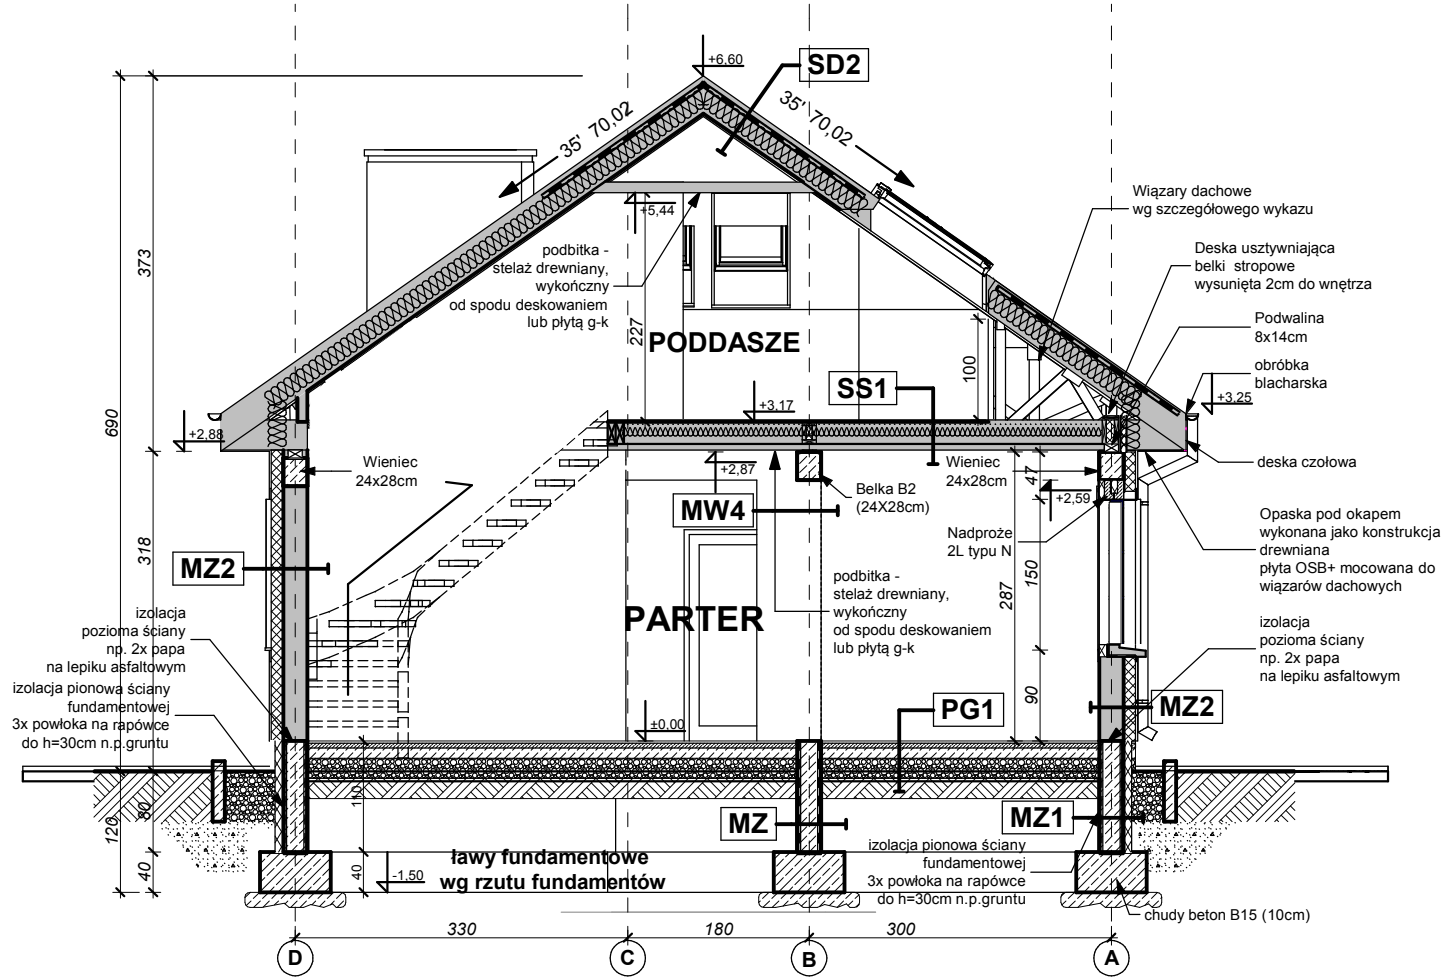 +6,60
SD2
35' 70,02
35' 70,02
Wiązary dachowe
wg szczegółowego wykazu
+5,44
podbitka -
stelaż drewniany,
wykończny
od spodu deskowaniem
lub płytą g-k
Deska usztywniająca
belki stropowe
wysunięta 2cm do wnętrza
373
227
PODDASZE
100
Podwalina
8x14cm
obróbka
blacharska
SS1
+3,25
+3,17
690
+2,88
Wieniec
24x28cm
+2,87
Wieniec
24x28cm
47
deska czołowa
+2,59
Belka B2
(24X28cm)
MW4
Nadproże
2L typu N
Opaska pod okapem
wykonana jako konstrukcja
drewniana
płyta OSB+ mocowana do
wiązarów dachowych
318
MZ2
287
150
podbitka -
stelaż drewniany,
wykończny
od spodu deskowaniem
lub płytą g-k
PARTER
izolacja
pozioma ściany
np. 2x papa
na lepiku asfaltowym
izolacja
pozioma ściany
np. 2x papa
na lepiku asfaltowym
izolacja pionowa ściany
fundamentowej
3x powłoka na rapówce
do h=30cm n.p.gruntu
90
PG1
MZ2
±0,00
110
80
120
MZ
MZ1
izolacja pionowa ściany
fundamentowej
3x powłoka na rapówce
do h=30cm n.p.gruntu
ławy fundamentowe
wg rzutu fundamentów
40
40
-1,50
chudy beton B15 (10cm)
330
180
300
D
C
B
A